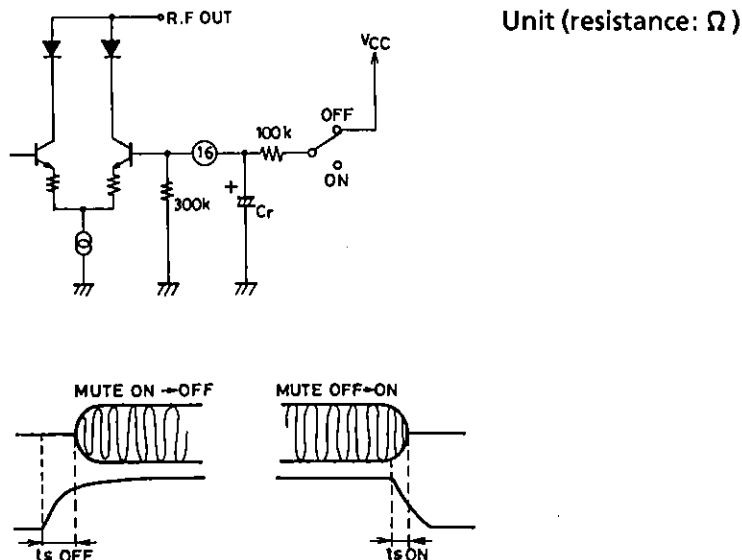 R.F OUT
Unit (resistance: Ω)
VCC
OFF
100k
16
ON
300k
+
Cr
MUTE ON → OFF
MUTE OFF → ON
ts OFF
ts ON